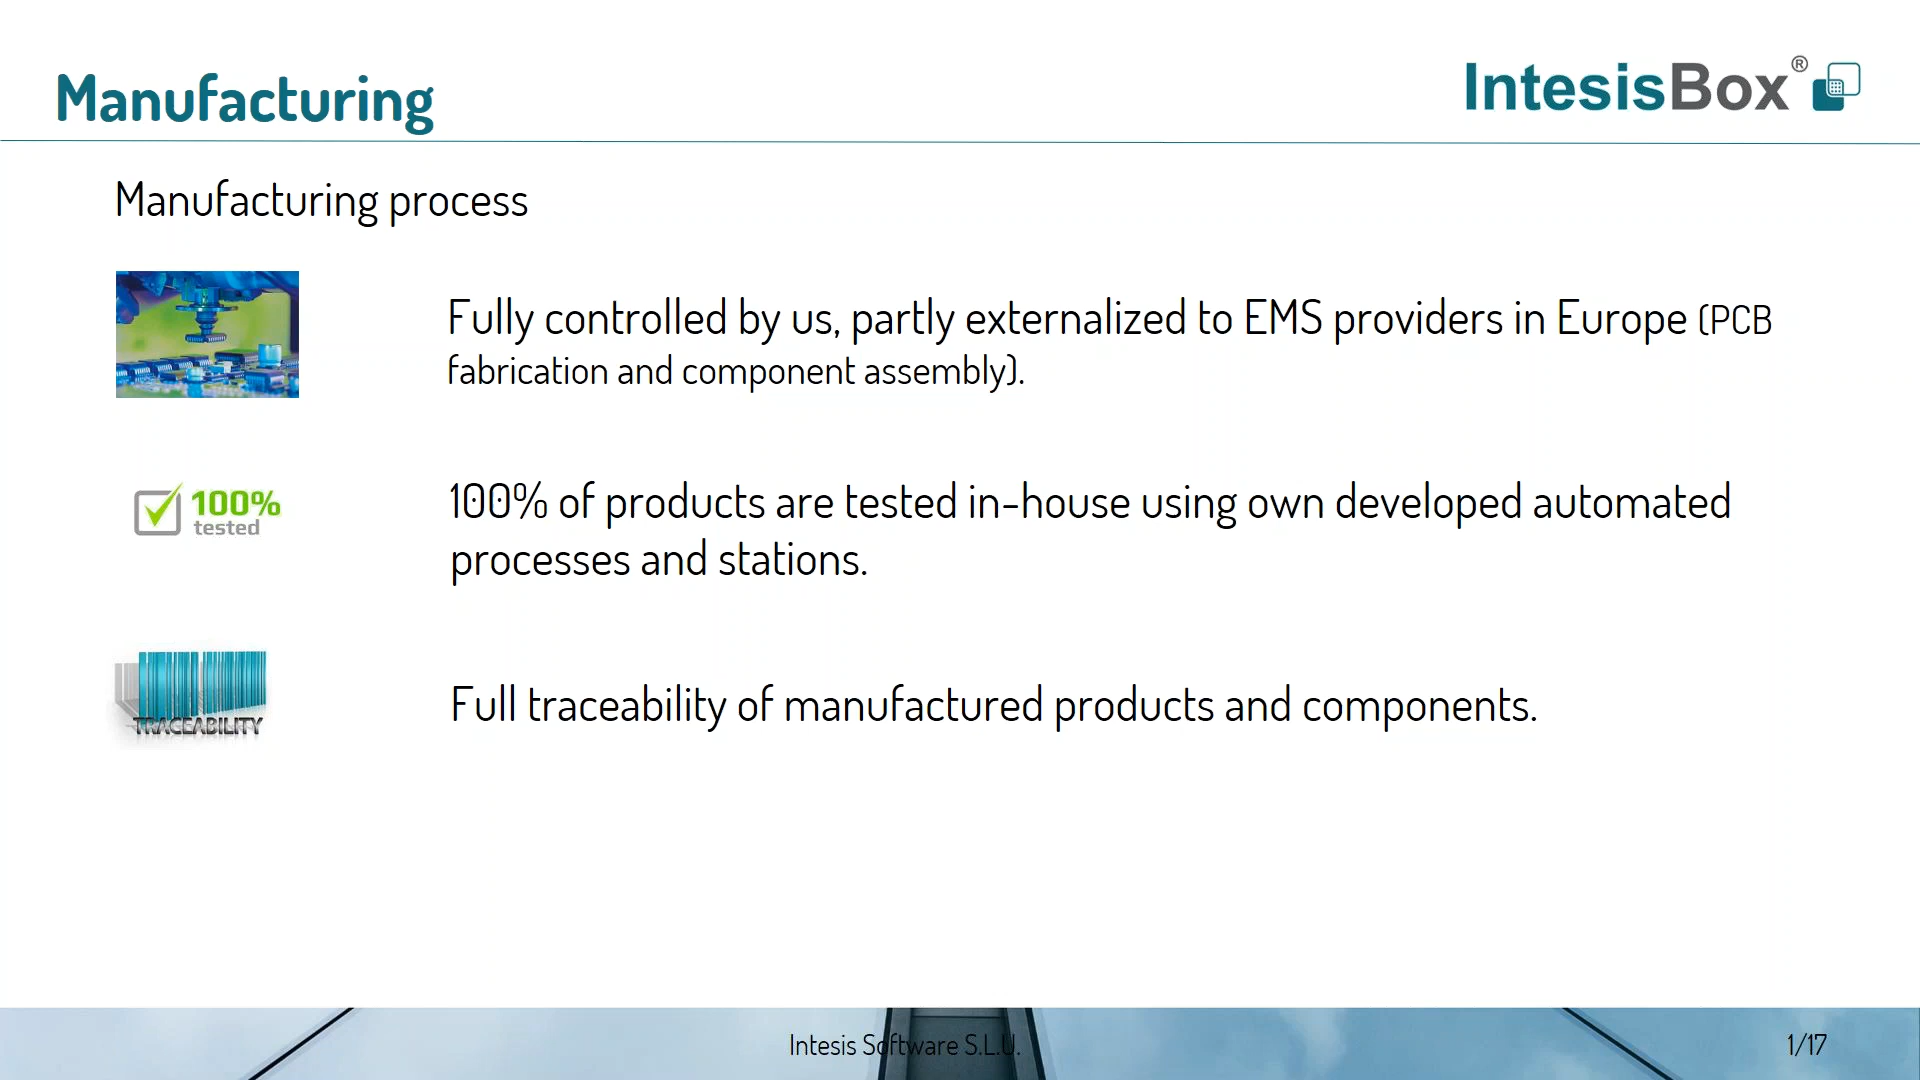 Manufacturing
IntesisBox®
Manufacturing process
Fully controlled by us, partly externalized to EMS providers in Europe (PCB
fabrication and component assembly).
100%
tested
100% of products are tested in-house using own developed automated
processes and stations.
TRACEABILITY
Full traceability of manufactured products and components.
Intesis Software S.L.U.
1/17